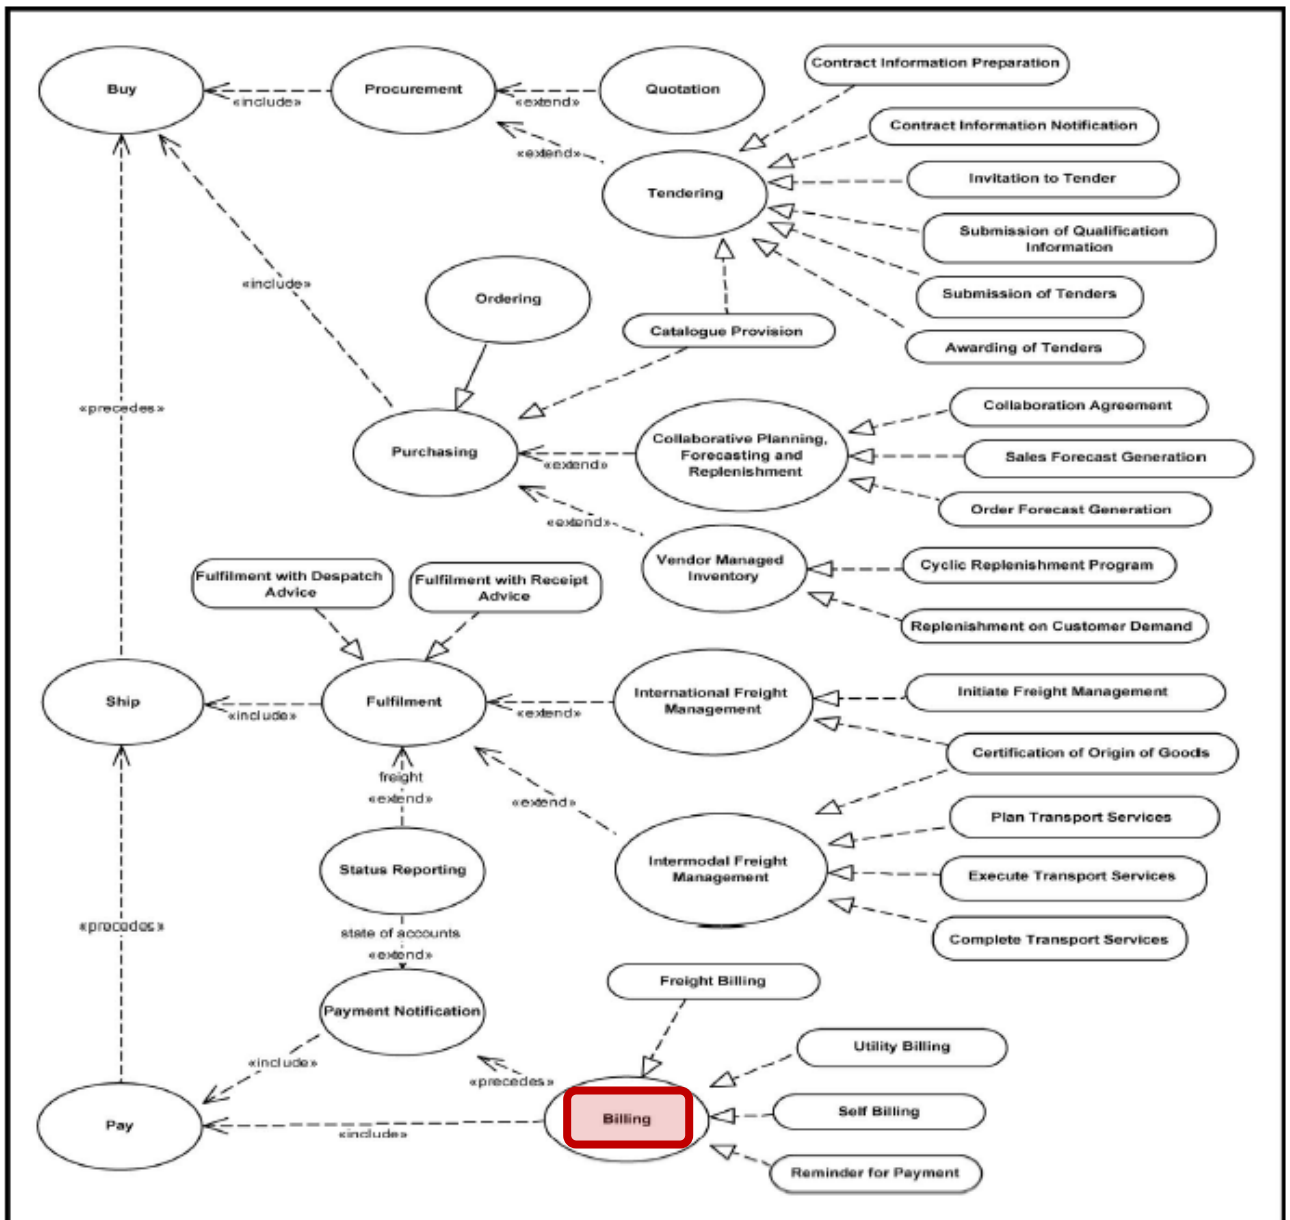 Contract Information Preparation
Buy
Procurement
Quotation
«include»
«extend»
Contract Information Notification
«extend»
Tendering
Invitation to Tender
Submission of Qualification
Information
«include»
Ordering
Submission of Tenders
Catalogue Provision
Awarding of Tenders
«precedes»
Collaboration Agreement
Purchasing
Collaborative Planning,
Forecasting and
Replenishment
«extend»
Sales Forecast Generation
Order Forecast Generation
«extend»
Vendor Managed
Inventory
Cyclic Replenishment Program
Fulfilment with Despatch
Advice
Fulfilment with Receipt
Advice
Replenishment on Customer Demand
Ship
Fulfilment
International Freight
Management
Initiate Freight Management
«include»
«extend»
Certification of Origin of Goods
freight
«extend»
«extend»
Plan Transport Services
Status Reporting
Intermodal Freight
Management
Execute Transport Services
«precedes»
state of accounts
«extend»
Complete Transport Services
Freight Billing
Payment Notification
Utility Billing
«include»
«precedes»
Pay
Billing
Self Billing
«include»
Reminder for Payment